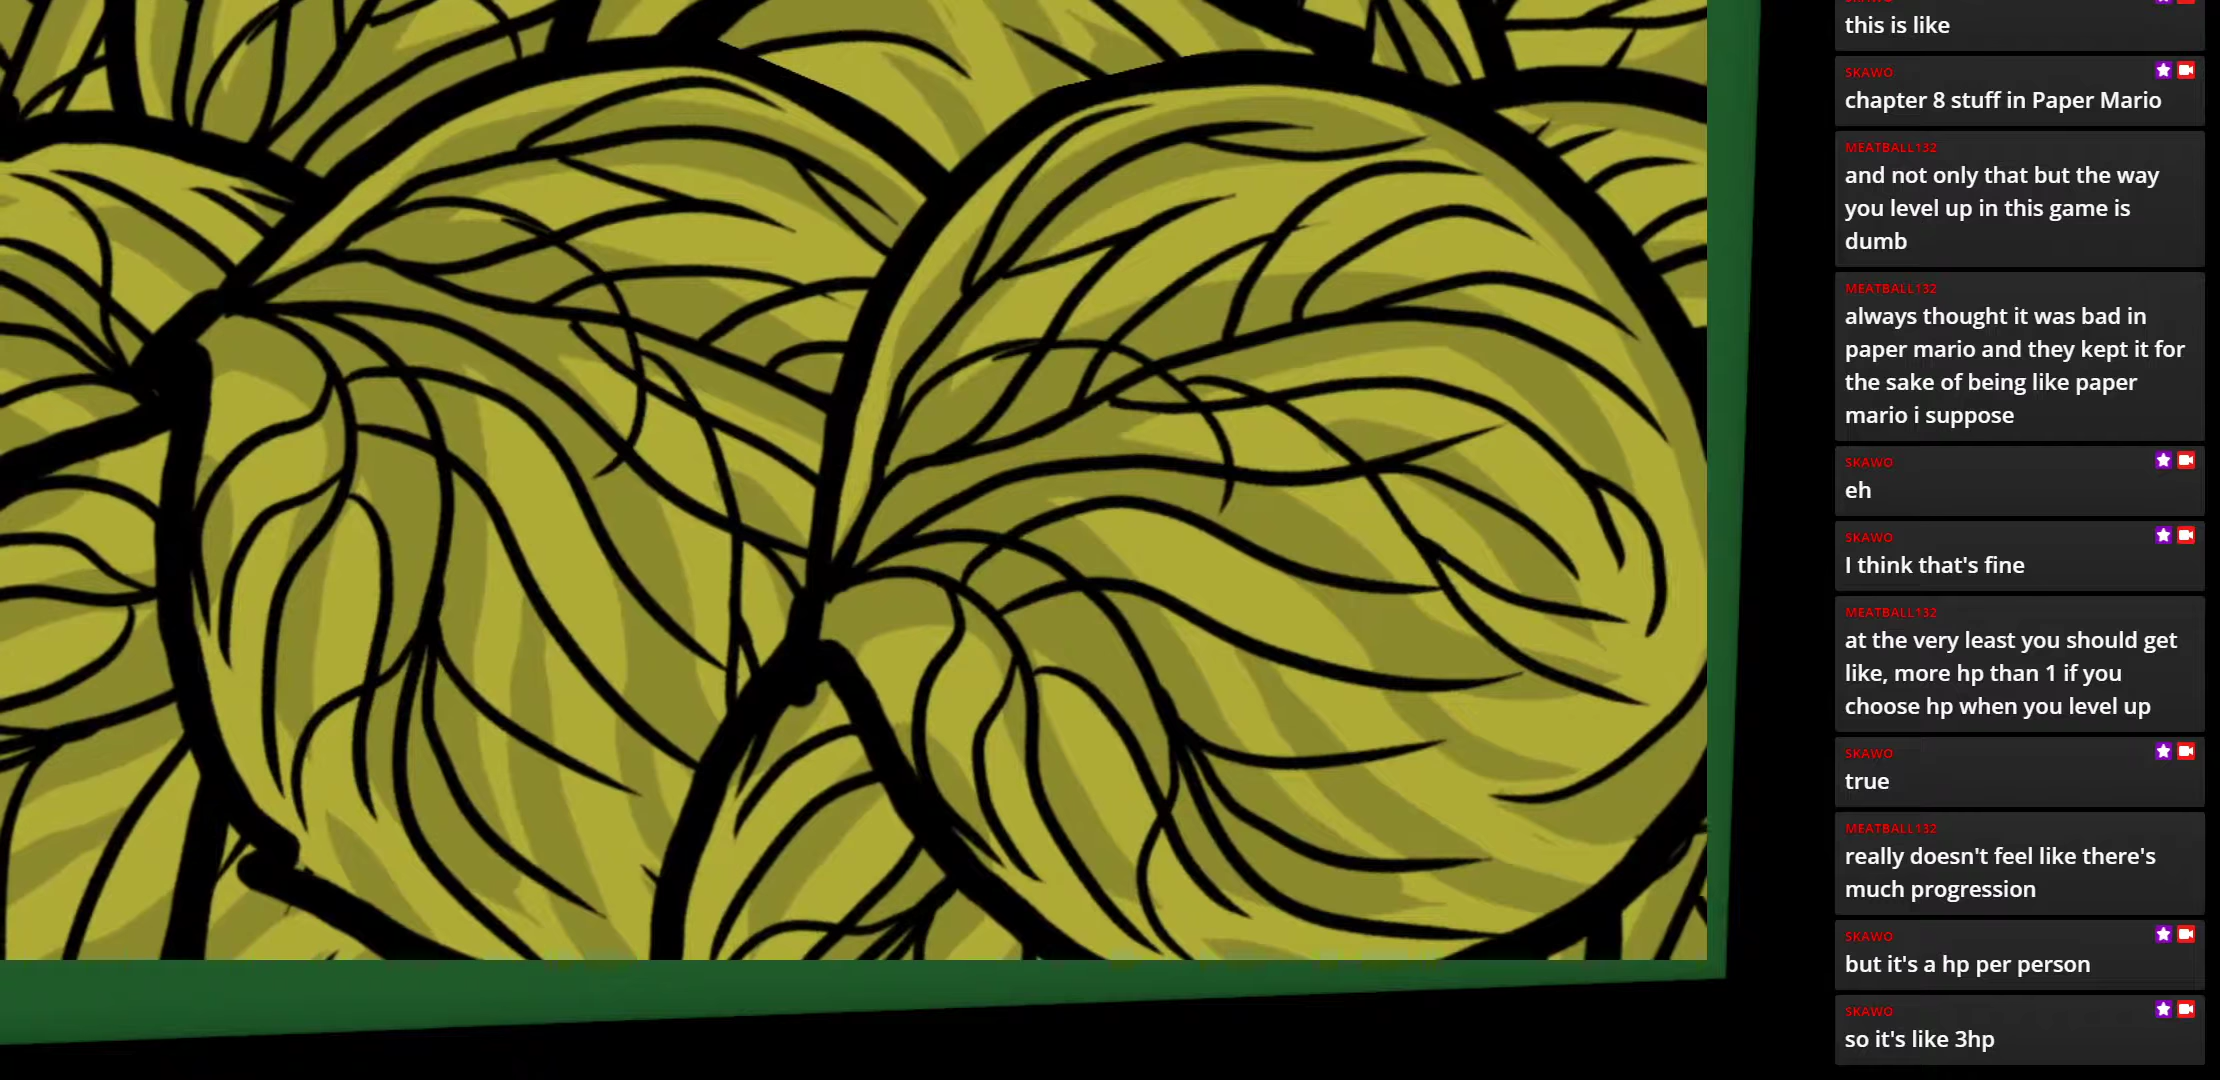 this is like
SKAWO
chapter 8 stuff in Paper Mario
MEATBALL132
and not only that but the way
you level up in this game is
dumb
MEATBALL132
always thought it was bad in
paper mario and they kept it for
the sake of being like paper
mario i suppose
SKAWO
eh
SKAWO
I think that's fine
MEATBALL132
at the very least you should get
like, more hp than 1 if you
choose hp when you level up
SKAWO
true
MEATBALL132
really doesn't feel like there's
much progression
SKAWO
but it's a hp per person
SKAWO
so it's like 3hp